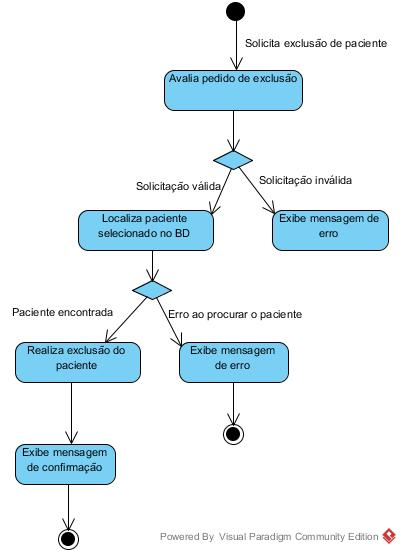 Solicita exclusão de paciente
Avalia pedido de exclusão
Solicitação válida
Solicitação inválida
Localiza paciente
selecionado no BD
Exibe mensagem de
erro
Paciente encontrada
Erro ao procurar o paciente
Realiza exclusão do
paciente
Exibe mensagem
de erro
Exibe mensagem
de confirmação
Powered By Visual Paradigm Community Edition